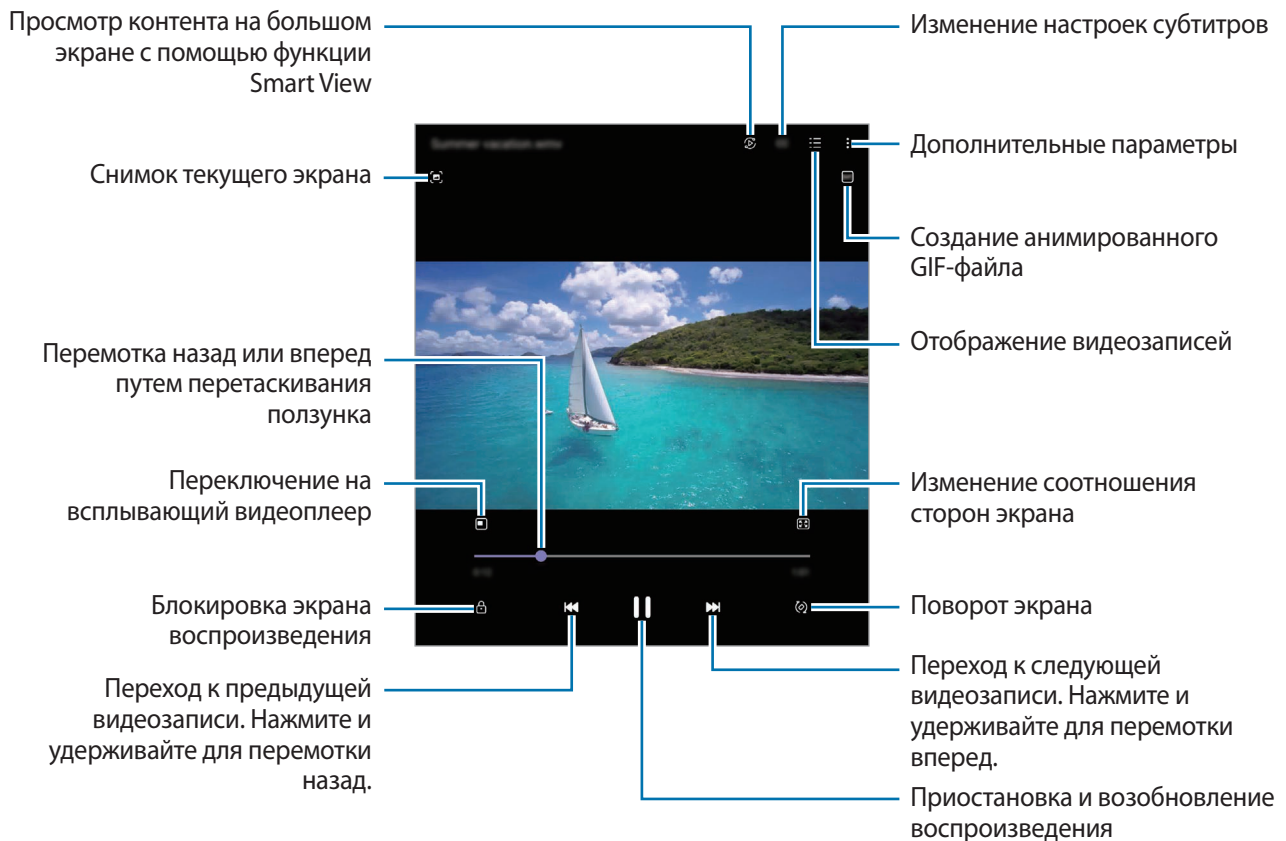 Просмотр контента на большом
экране с помощью функции
Smart View
Изменение настроек субтитров
Дополнительные параметры
Снимок текущего экрана
Создание анимированного
GIF-файла
Отображение видеозаписей
Перемотка назад или вперед
путем перетаскивания
ползунка
Переключение на
всплывающий видеоплеер
Изменение соотношения
сторон экрана
Блокировка экрана
воспроизведения
Поворот экрана
Переход к предыдущей
видеозаписи. Нажмите и
удерживайте для перемотки
назад.
Переход к следующей
видеозаписи. Нажмите и
удерживайте для перемотки
вперед.
Приостановка и возобновление
воспроизведения